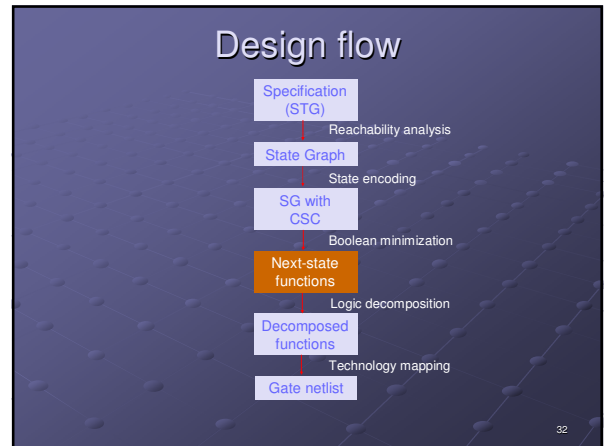 Design flow
Specification
(STG)
Reachability analysis
State Graph
State encoding
SG with
CSC
Boolean minimization
Next-state
functions
Logic decomposition
Decomposed
functions
Technology mapping
Gate netlist
32